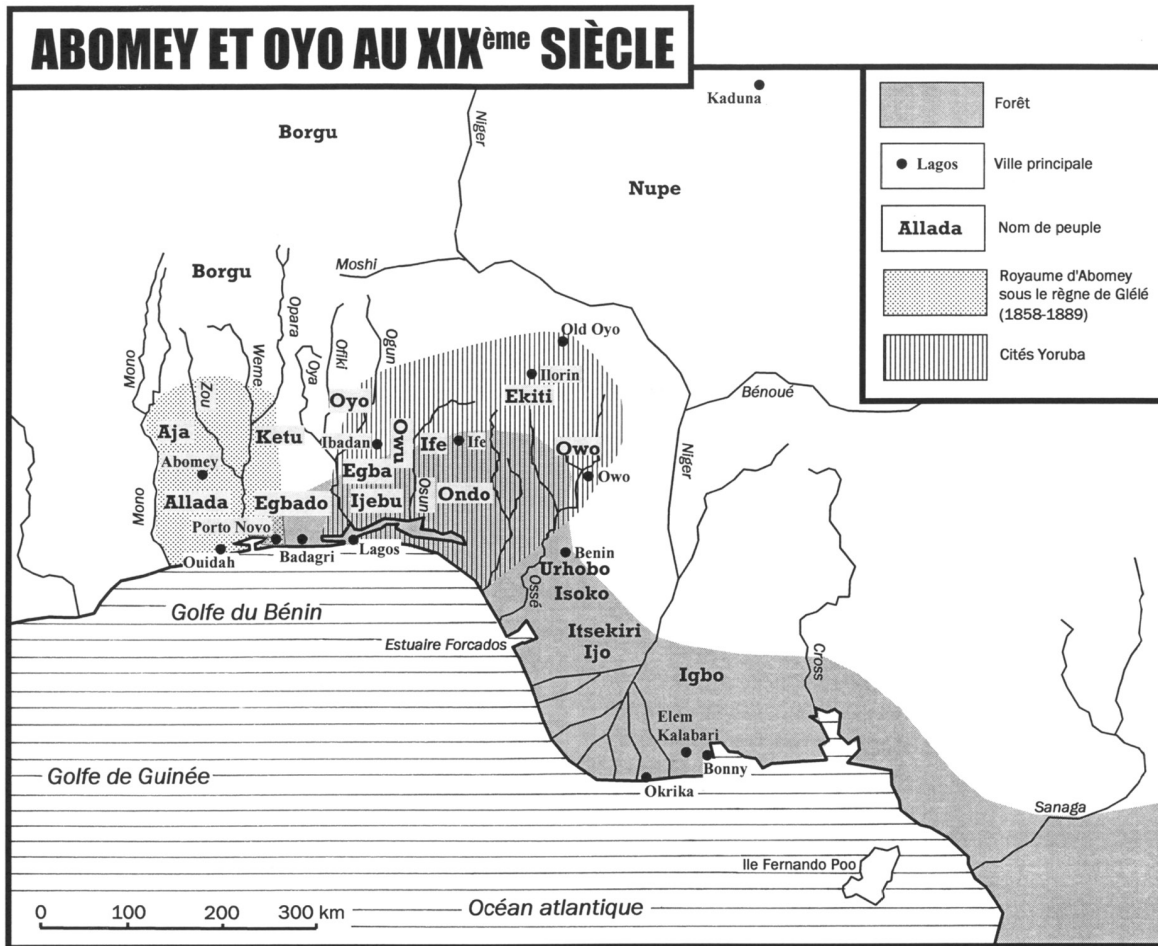 ABOMEY ET OYO AU XIXème SIÈCLE
Kaduna
Borgu
Niger
Nupe
Forêt
Lagos
Ville principale
Allada
Nom de peuple
Royaume d'Abomey
sous le règne de Glélé
(1858-1889)
Cités Yoruba
Borgu
Moshi
Opara
Mono
Zou
Weme
Oya
Ofiki
Ogun
Old Oyo
Ilorin
Ekiti
Bénoué
Oyo
Aja
Ketu
Ibadan
Owu
Ife
Ife
Owo
Niger
Abomey
Egba
Owo
Mono
Allada
Egbado
Ijebu
Osun
Ondo
Porto Novo
Ouidah
Badagri
Lagos
Benin
Urhobo
Ossé
Isoko
Golfe du Bénin
Estuaire Forcados
Itsekiri
Ijo
Igbo
Cross
Elem
Kalabari
Bonny
Okrika
Golfe de Guinée
Sanaga
Ile Fernando Poo
0 100 200 300 km
Océan atlantique